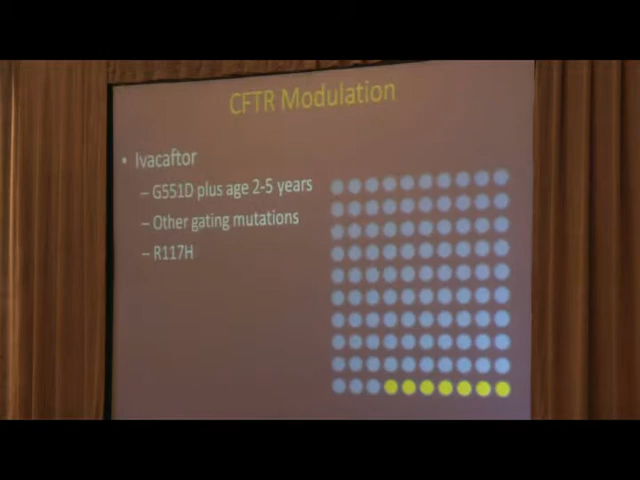 CFTR Modulation
• Ivacaftor
– G551D plus age 2-5 years
– Other gating mutations
– R117H